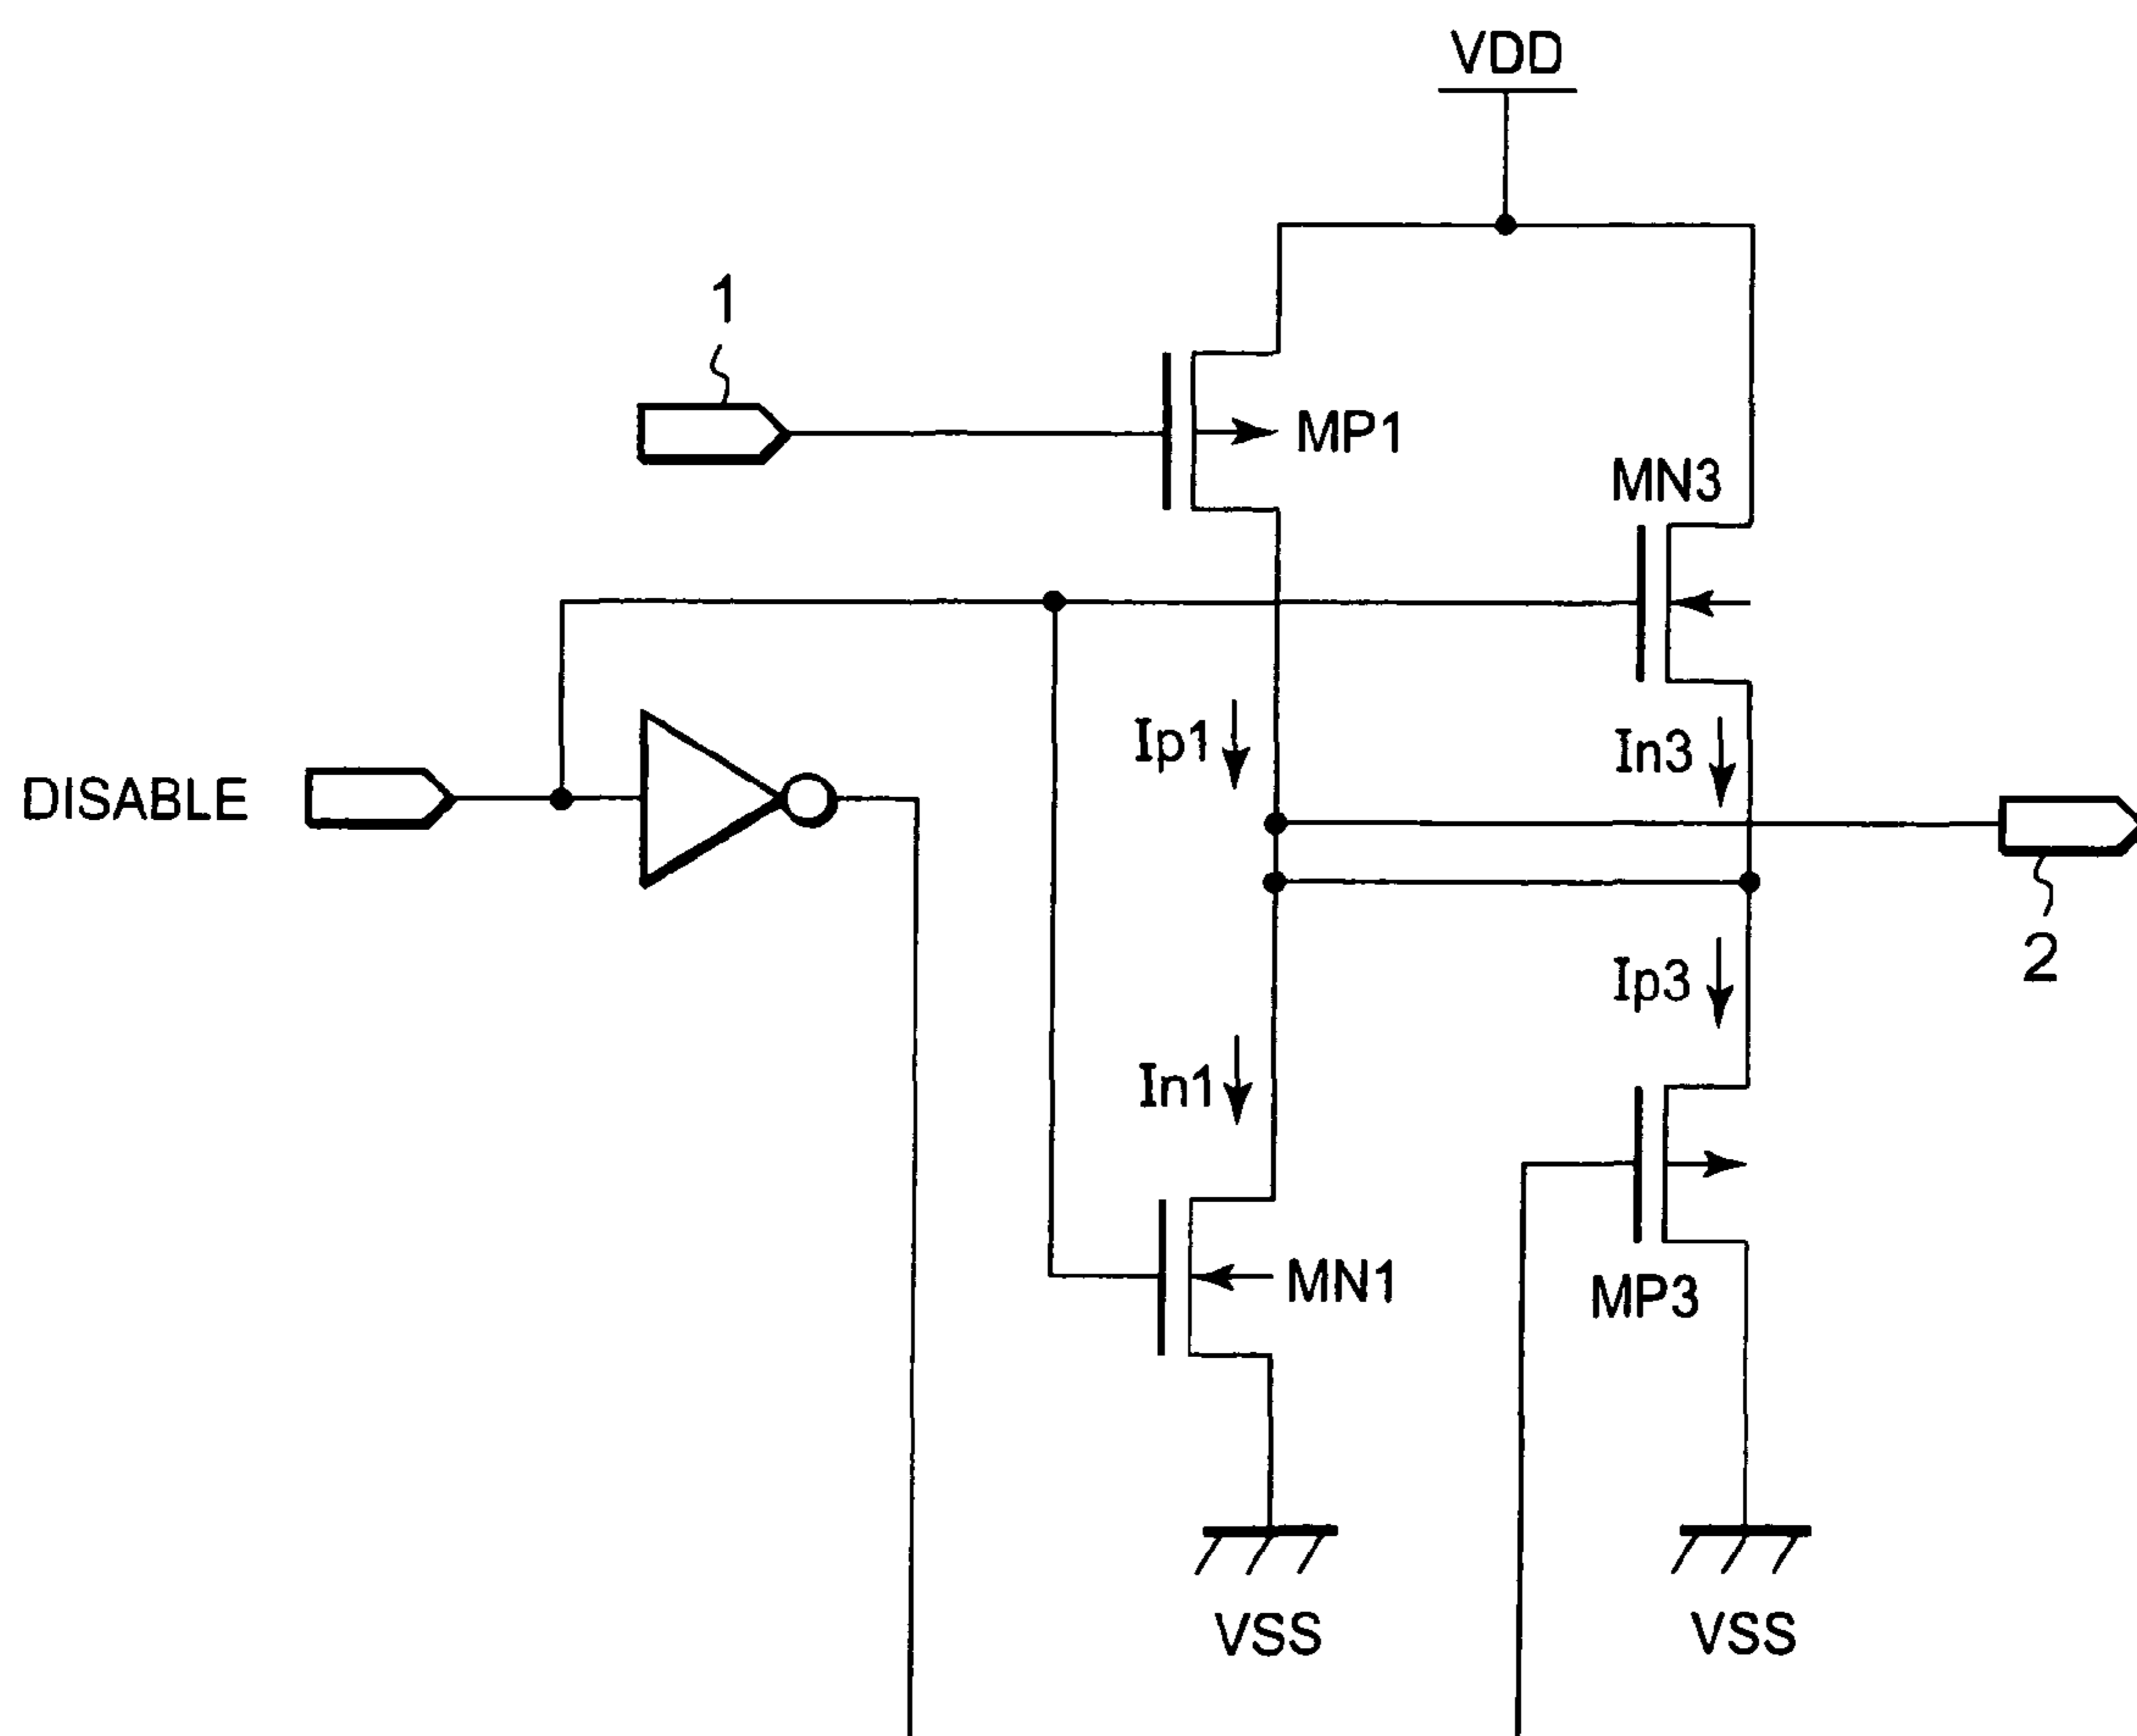 VDD
1
MP1
MN3
Ip1
In3
DISABLE
2
Ip3
In1
MN1
MP3
VSS
VSS